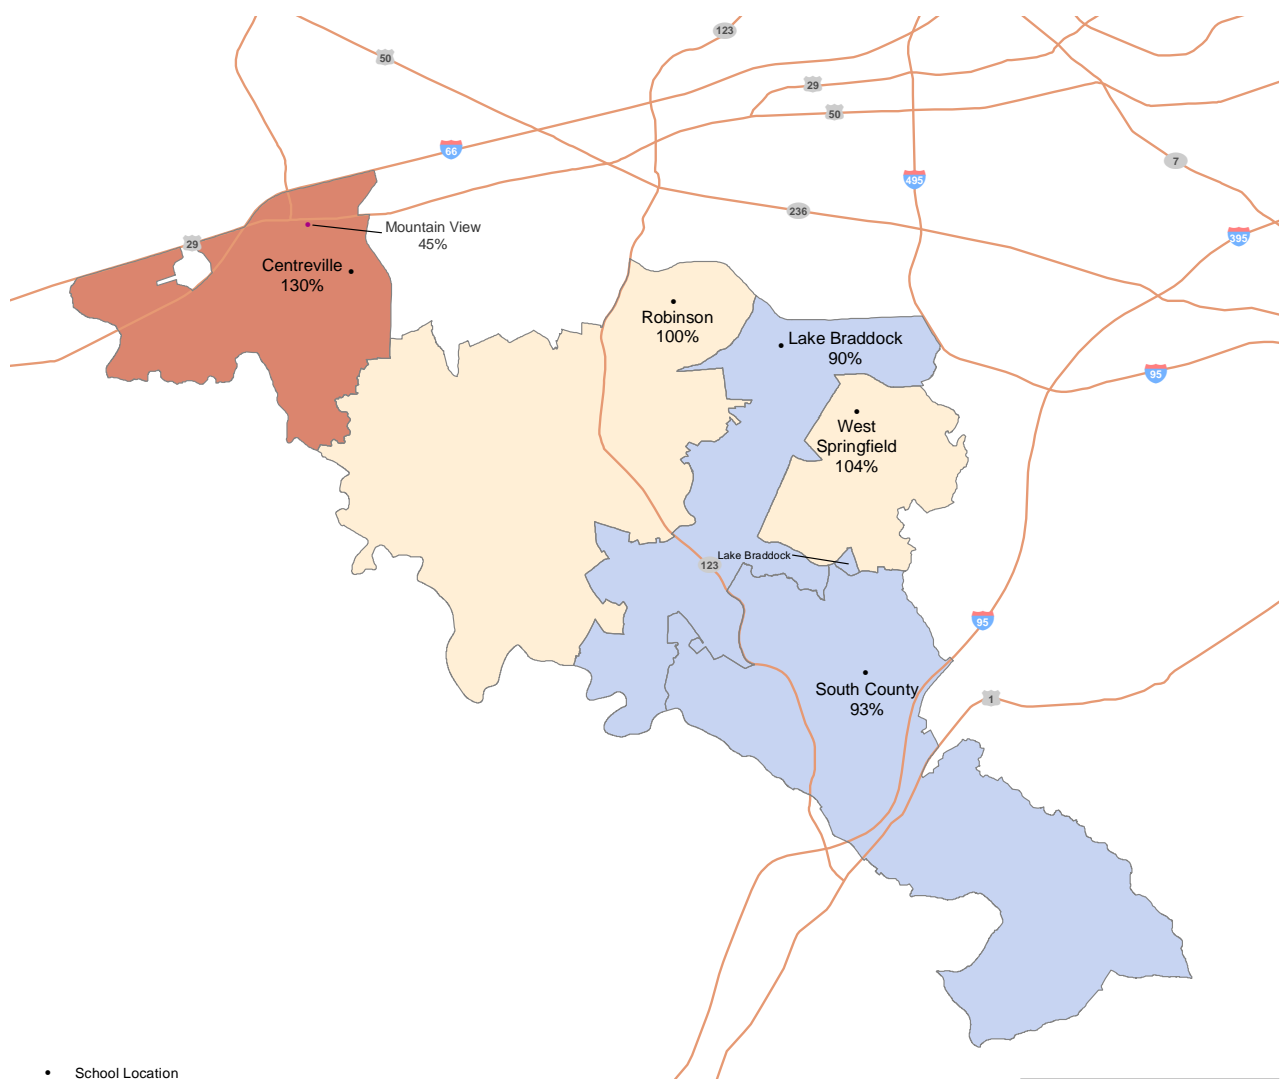 123
50
29
50
66
7
495
236
Mountain View
45%
395
29
Centreville
130%
Robinson
100%
Lake Braddock
90%
95
West
Springfield
104%
Lake Braddock
123
95
South County
93%
1
School Location